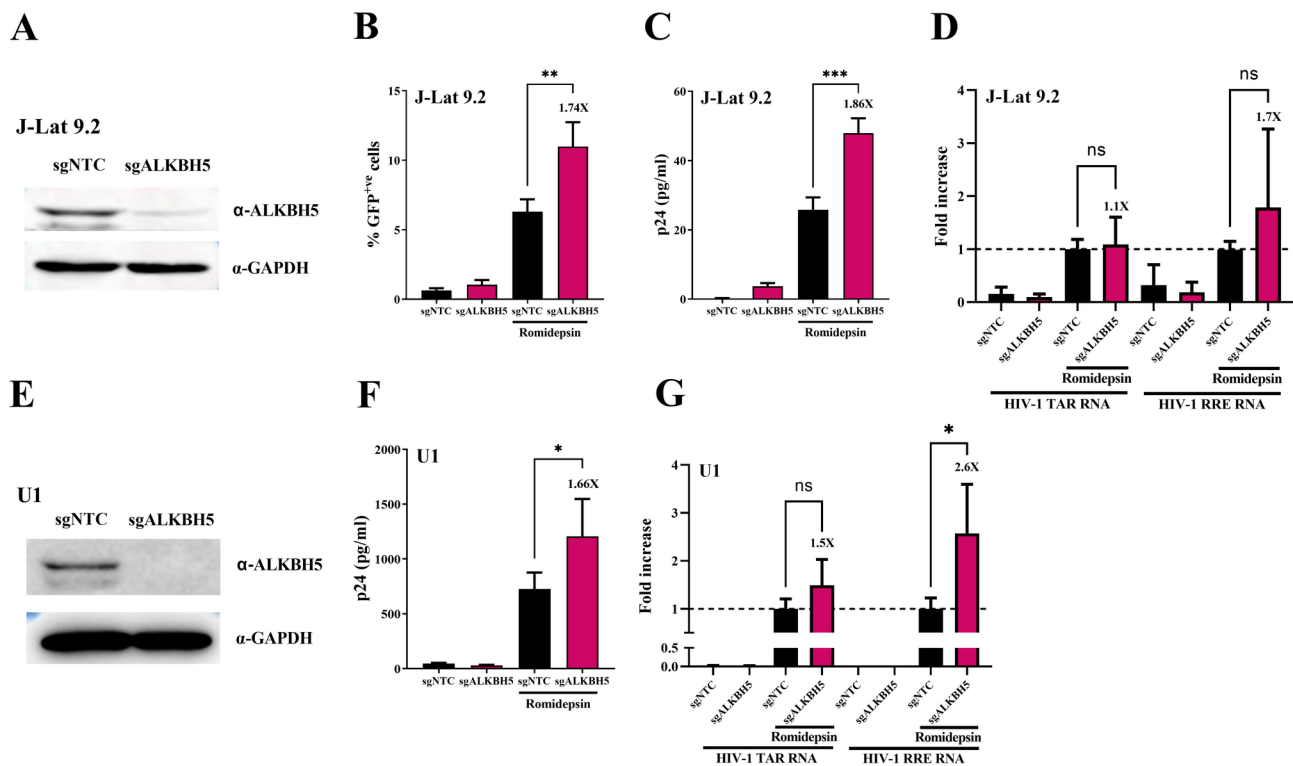 A
J-Lat 9.2
sgNTC sgALKBH5
α-ALKBH5
α-GAPDH
B
J-Lat 9.2
**
1.74X
% GFP+ve cells
15
10
5
0
sgNTC sgALKBH5 sgNTC sgALKBH5
Romidepsin
C
J-Lat 9.2
***
1.86X
p24 (pg/ml)
60
40
20
0
sgNTC sgALKBH5 sgNTC sgALKBH5
Romidepsin
D
J-Lat 9.2
ns
1.7X
ns
1.1X
Fold increase
4
3
2
1
0
sgNTC sgALKBH5 sgNTC sgALKBH5 sgNTC sgALKBH5 sgNTC sgALKBH5
Romidepsin Romidepsin
HIV-1 TAR RNA HIV-1 RRE RNA
E
U1
sgNTC sgALKBH5
α-ALKBH5
α-GAPDH
F
U1
*
1.66X
p24 (pg/ml)
2000
1500
1000
500
0
sgNTC sgALKBH5 sgNTC sgALKBH5
Romidepsin
G
U1
*
2.6X
ns
1.5X
Fold increase
4
3
2
1
0.5
0.0
sgNTC sgALKBH5 sgNTC sgALKBH5 sgNTC sgALKBH5 sgNTC sgALKBH5
Romidepsin Romidepsin
HIV-1 TAR RNA HIV-1 RRE RNA